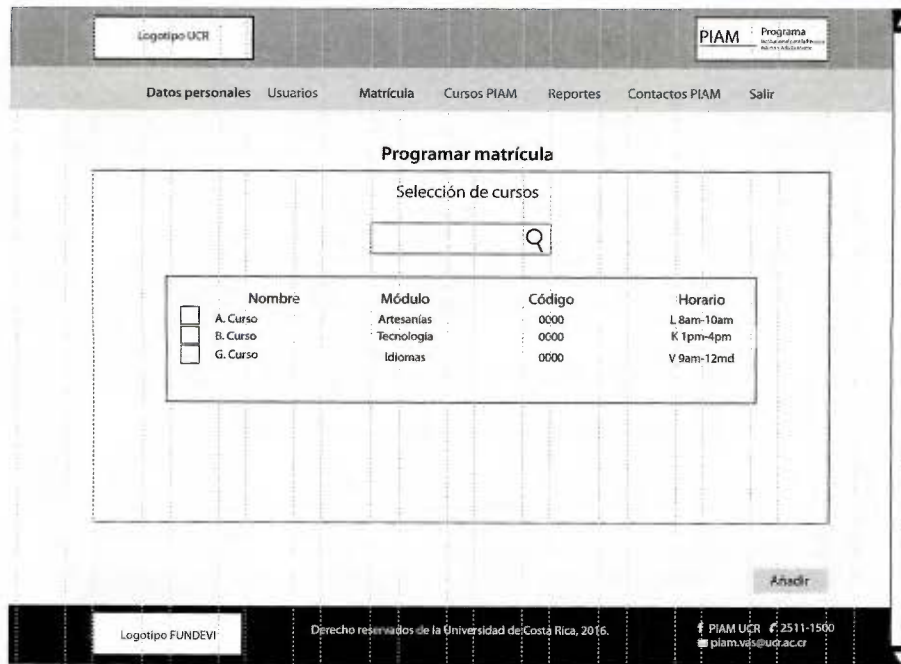 Logotipo UCR
PIAM Programa
Datos personales Usuarios Matrícula Cursos PIAM Reportes Contactos PIAM Salir
Programar matrícula
Selección de cursos
Nombre Módulo Código Horario
A. Curso Artesanías 0000 L 8am-10am
B. Curso Tecnología 0000 K 1pm-4pm
G. Curso Idiomas 0000 V 9am-12md
Añadir
Logotipo FUNDEVI
Derecho reservados de la Universidad de Costa Rica, 2016.
PIAM UCR 2511-1500
piam.vas@ucr.ac.cr